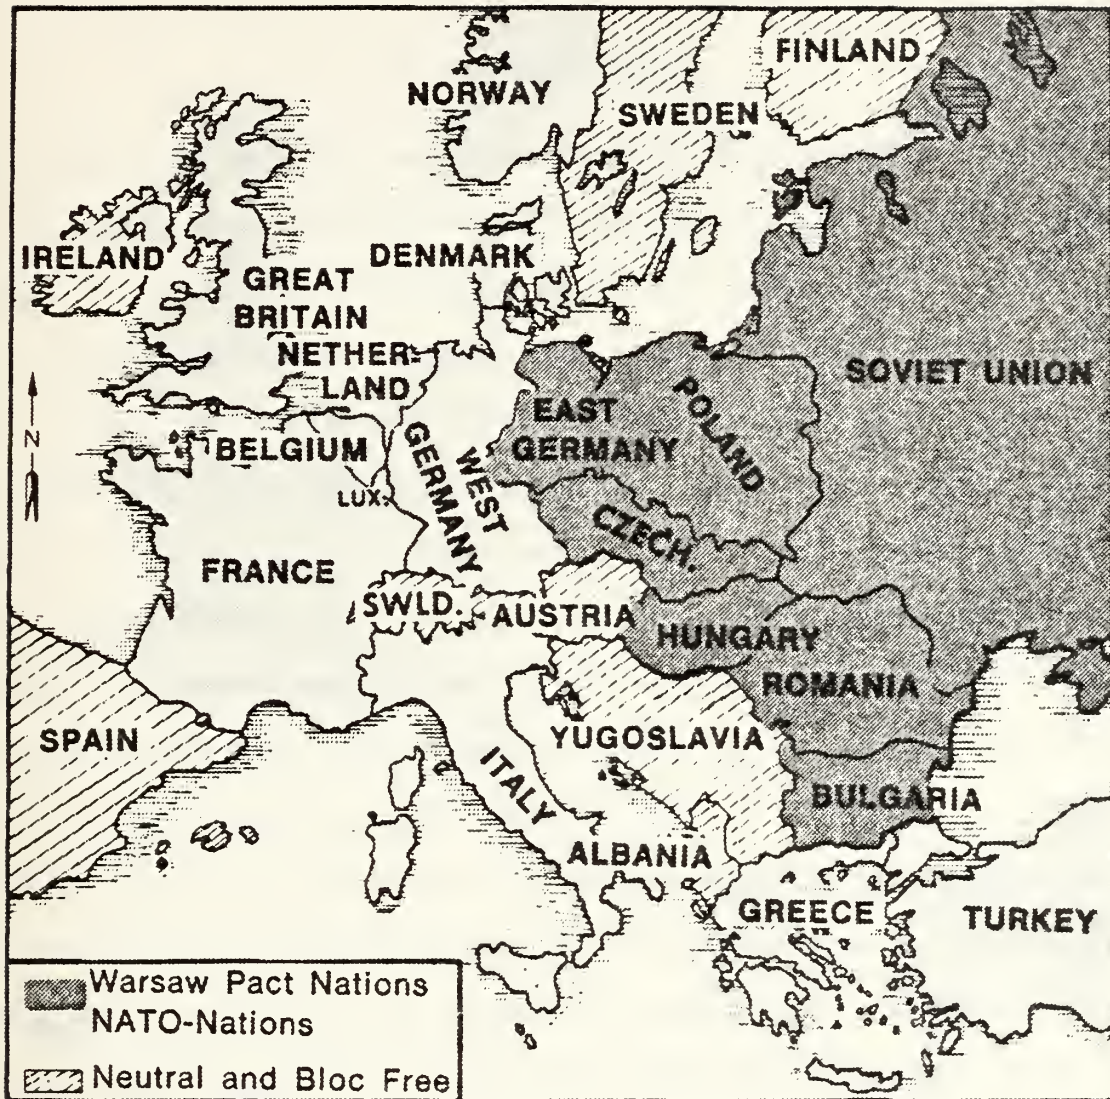 FINLAND
NORWAY
SWEDEN
IRELAND
DENMARK
GREAT
BRITAIN
NETHER-
LAND
SOVIET UNION
POLAND
EAST
GERMANY
N
BELGIUM
WEST
GERMANY
LUX.
CZECH.
FRANCE
SWLD.
AUSTRIA
HUNGARY
ROMANIA
SPAIN
YUGOSLAVIA
ITALY
BULGARIA
ALBANIA
GREECE
TURKEY
Warsaw Pact Nations
NATO-Nations
Neutral and Bloc Free